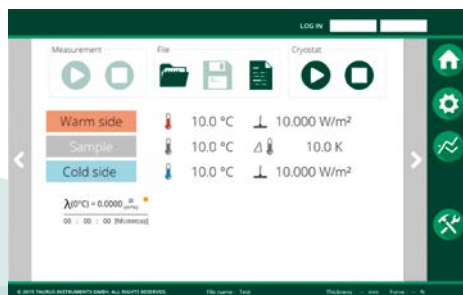 LOG IN
Measurement File Cryostat
Warm side 10.0 °C 10.000 W/m²
Sample 10.0 °C Δ 10.0 K
Cold side 10.0 °C 10.000 W/m²
λ(0°C) = 0.0000
00 : 00 : 00 [hh:mm:ss]
© 2015 TAURUS INSTRUMENTS GMBH. ALL RIGHTS RESERVED. File name: Test Thickness -- mm Force -- N